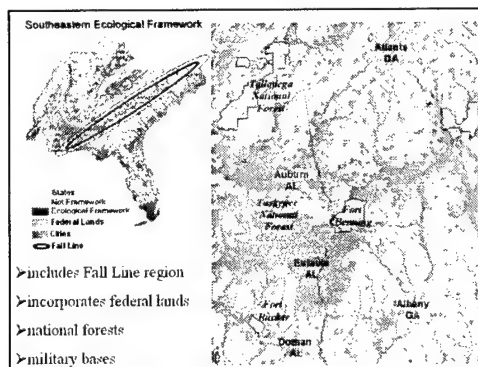 Southeastern Ecological Framework
States
Not Framework
Ecological Framework
Federal Lands
Cities
Fall Line
➢includes Fall Line region
➢incorporates federal lands
➢national forests
➢military bases
Atlanta
GA
Talladega
National
Forest
Auburn
AL
Tuskegee
National
Forest
Fort
Benning
Eufaula
AL
Fort
Rucker
Albany
GA
Dothan
AL